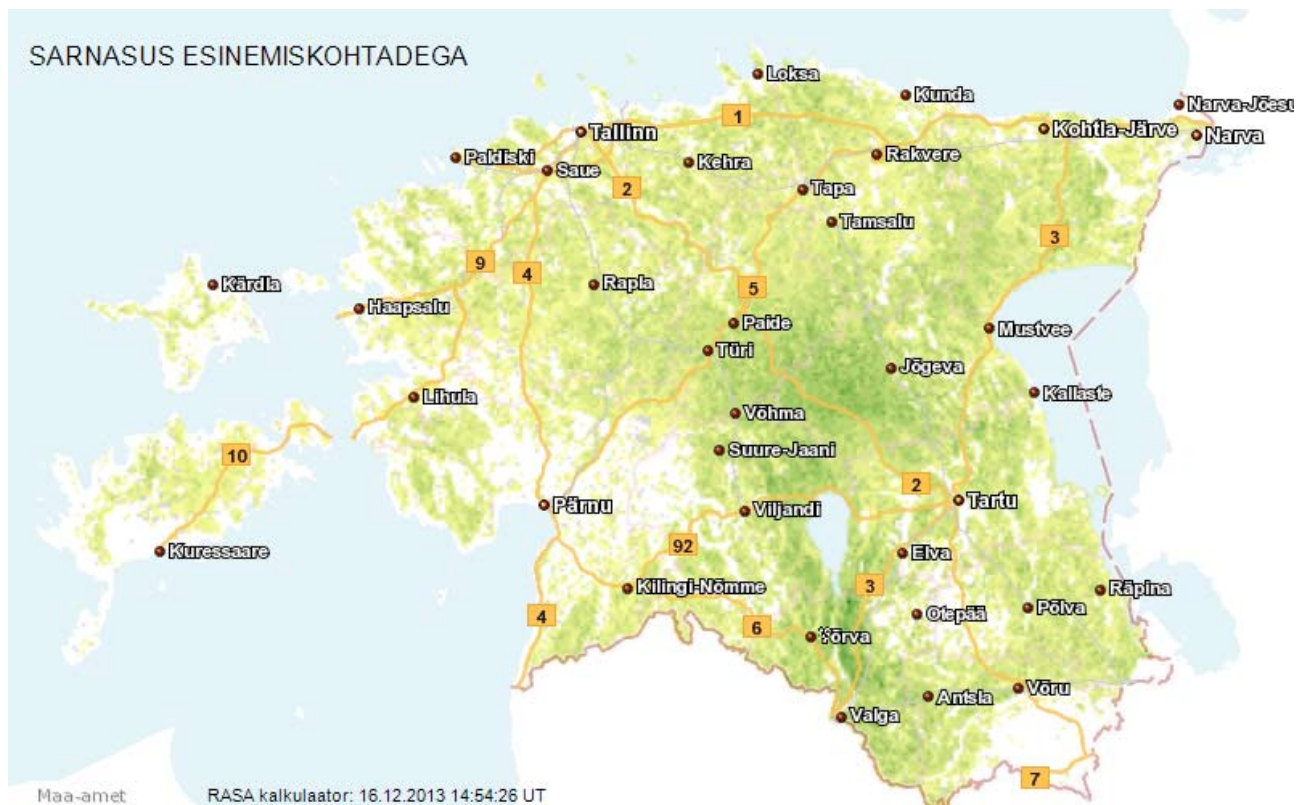 SARNASUS ESINEMISKOHTADEGA
Loksa
Kunda
Narva-Jõesu
1
Tallinn
Kohtla-Järve
Narva
Paldiski
Saue
Kehra
Rakvere
2
Tapa
Tamsalu
3
9
4
5
Kärdla
Rapla
Haapsalu
Paide
Mustvee
Türi
Jõgeva
Lihula
Kallaste
Võhma
10
Suure-Jaani
2
Pärnu
Viljandi
Tartu
92
Kuressaare
Elva
3
Kilingi-Nõmme
Räpina
4
6
Otepää
Põlva
Tõrva
Antsla
Võru
Valga
7
Maa-amet
RASA kalkulaator: 16.12.2013 14:54:26 UT